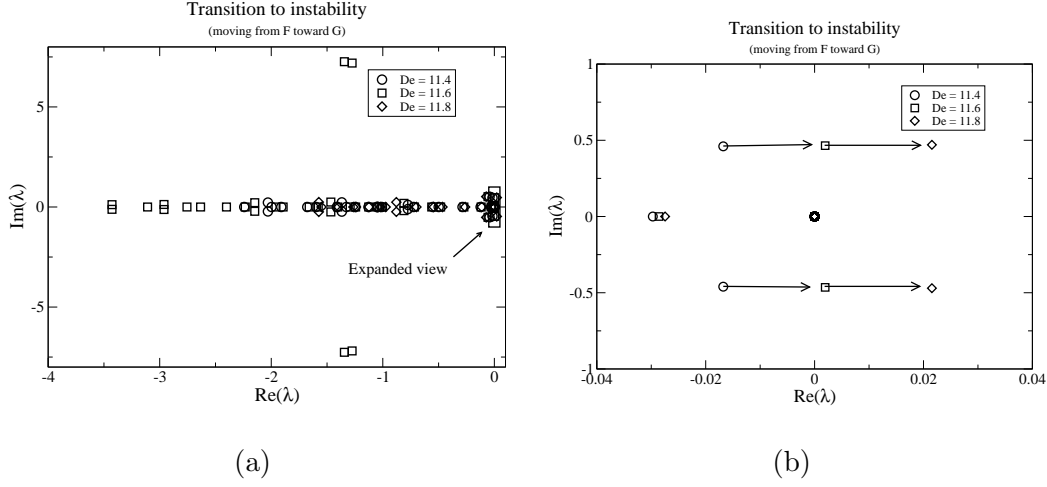 Transition to instability
(moving from F toward G)
De = 11.4
De = 11.6
De = 11.8
5
0
-5
Im(λ)
Expanded view
-4
-3
-2
-1
0
Re(λ)
(a)
Transition to instability
(moving from F toward G)
De = 11.4
De = 11.6
De = 11.8
1
0.5
0
-0.5
-1
Im(λ)
-0.04
-0.02
0
0.02
0.04
Re(λ)
(b)